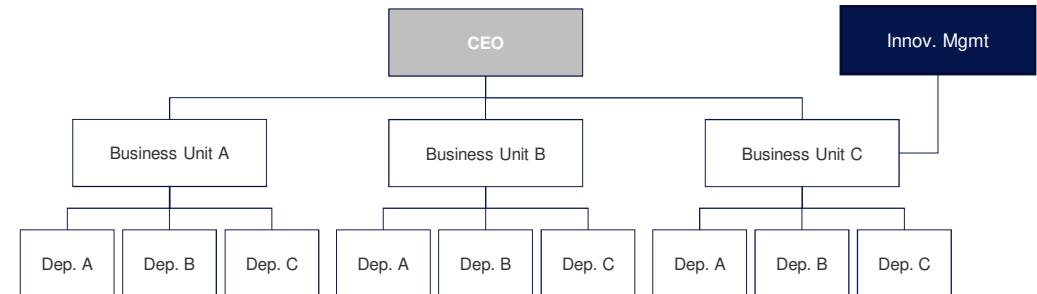 CEO
Innov. Mgmt
Business Unit A
Business Unit B
Business Unit C
Dep. A
Dep. B
Dep. C
Dep. A
Dep. B
Dep. C
Dep. A
Dep. B
Dep. C